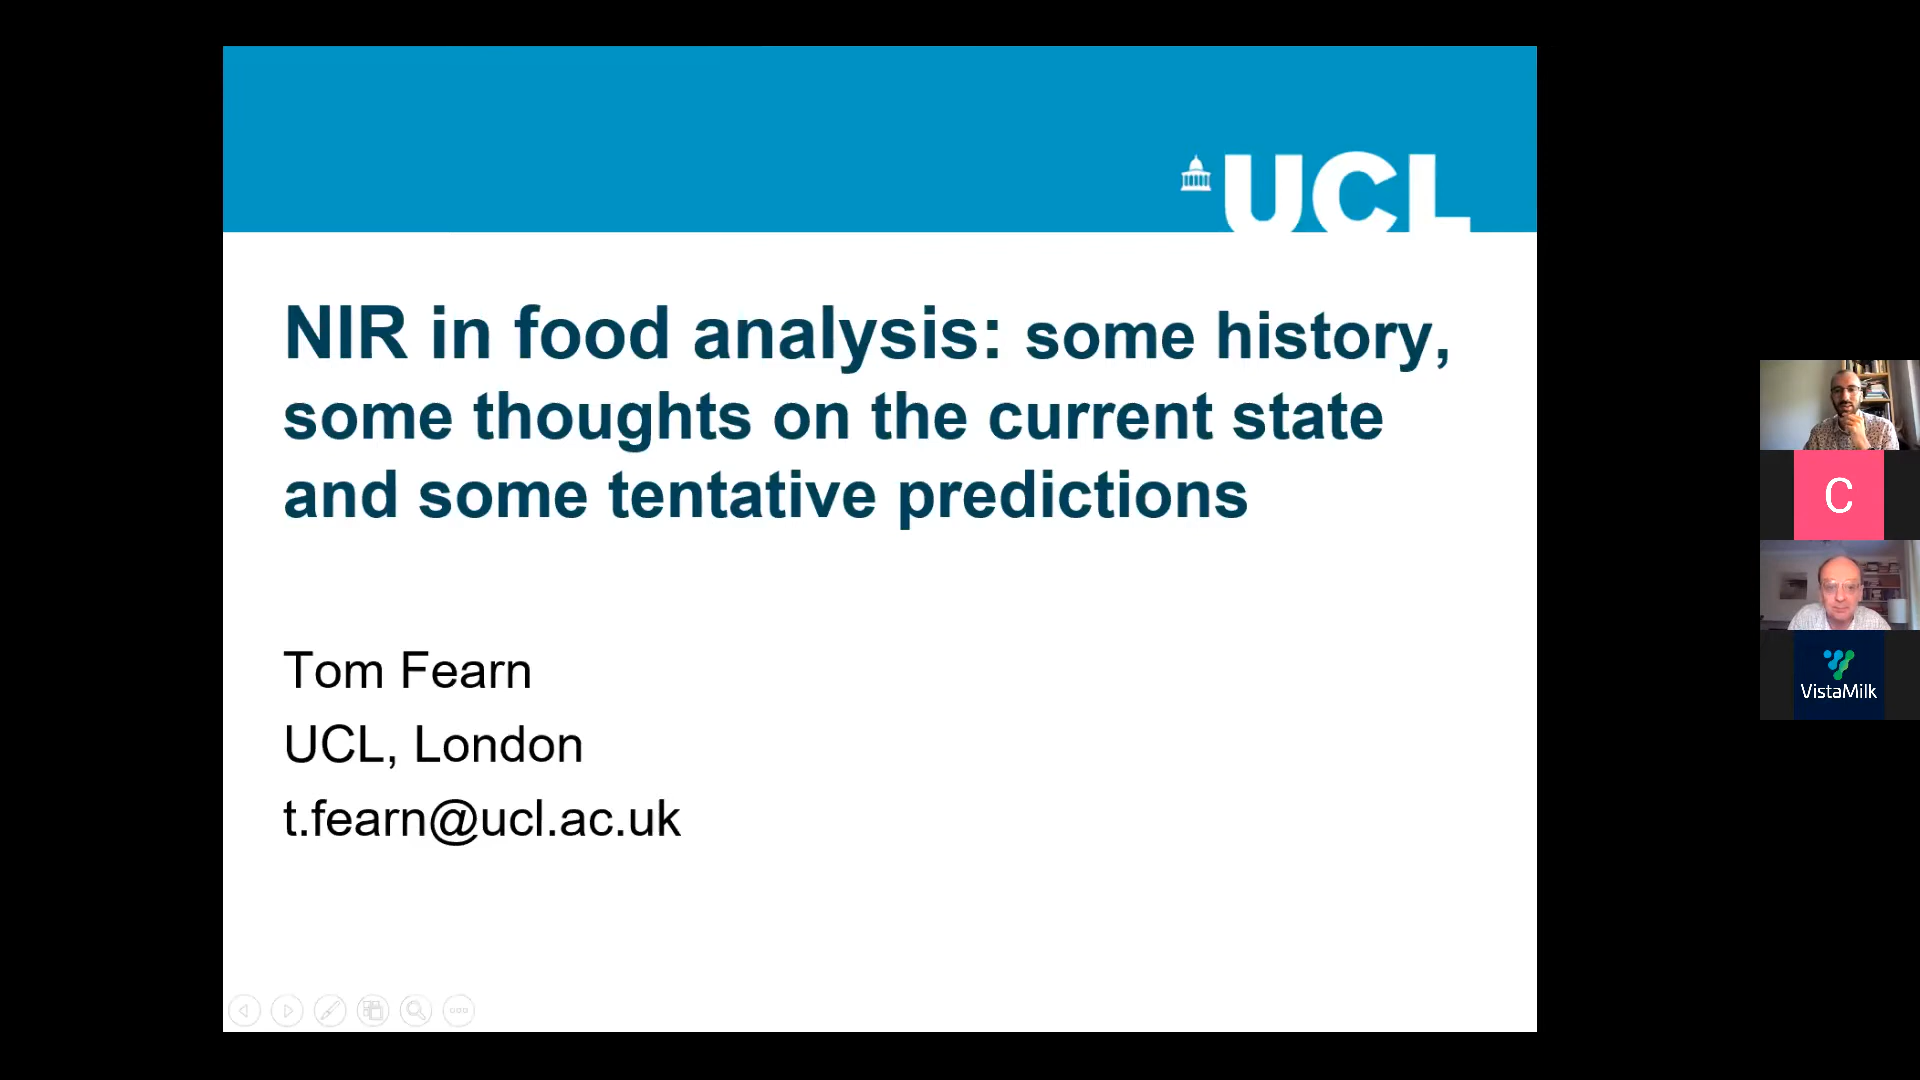 UCL
NIR in food analysis: some history,
some thoughts on the current state
and some tentative predictions
Tom Fearn
UCL, London
t.fearn@ucl.ac.uk
C
VistaMilk